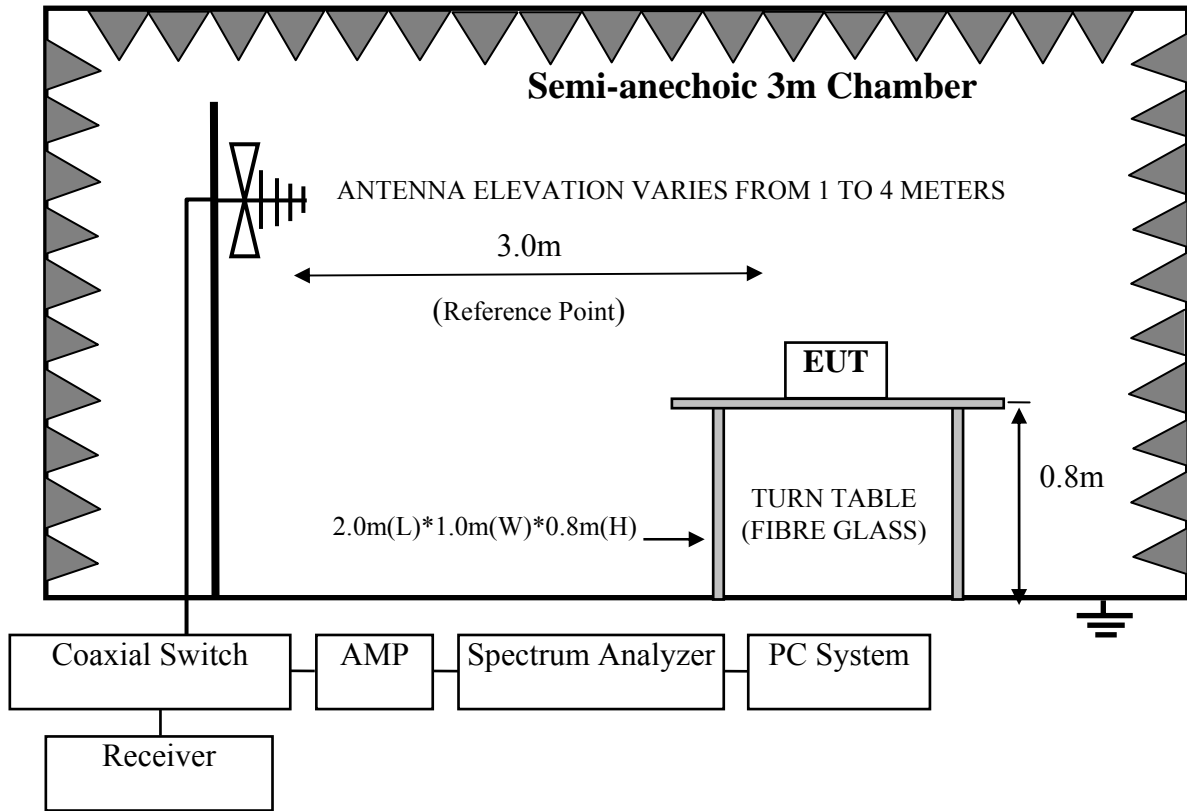 Semi-anechoic 3m Chamber
ANTENNA ELEVATION VARIES FROM 1 TO 4 METERS
3.0m
(Reference Point)
EUT
0.8m
TURN TABLE
(FIBRE GLASS)
2.0m(L)*1.0m(W)*0.8m(H)
Coaxial Switch
AMP
Spectrum Analyzer
PC System
Receiver